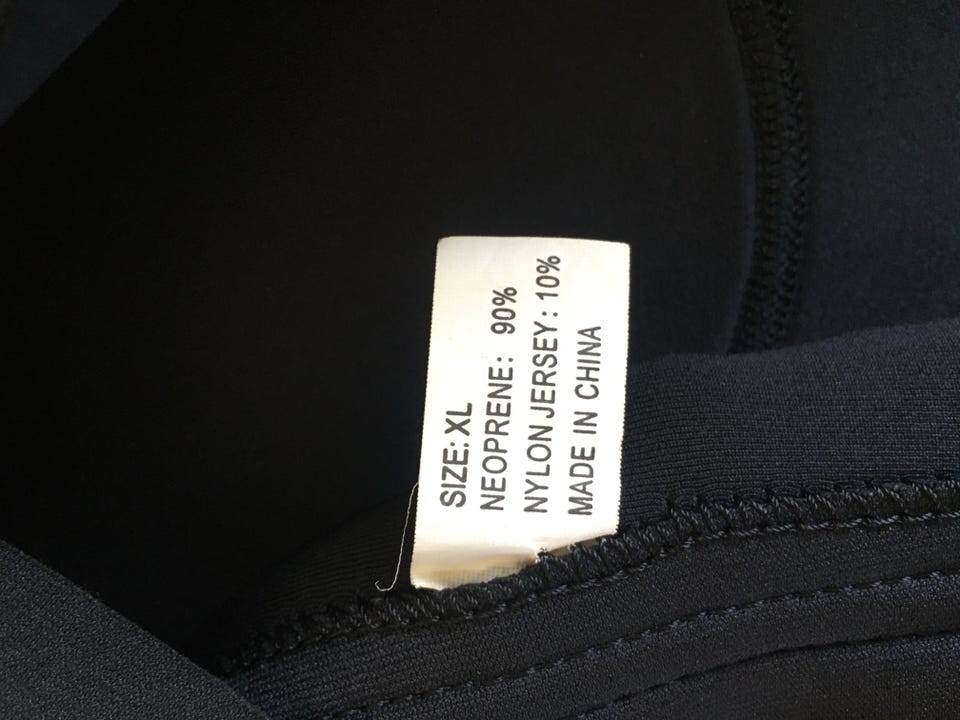 SIZE: XL
NEOPRENE: 90%
NYLON JERSEY: 10%
MADE IN CHINA